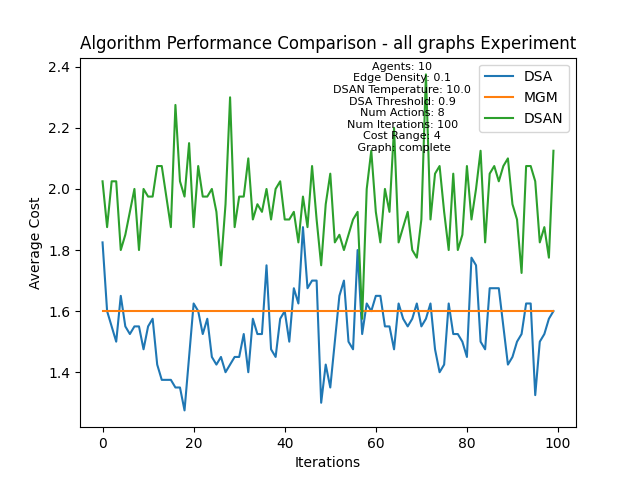 Algorithm Performance Comparison - all graphs Experiment
Agents: 10
Edge Density: 0.1
DSAN Temperature: 10.0
DSA Threshold: 0.9
Num Actions: 8
Num Iterations: 100
Cost Range: 4
Graph: complete
DSA
MGM
DSAN
Average Cost
2.4
2.2
2.0
1.8
1.6
1.4
0
20
40
60
80
100
Iterations